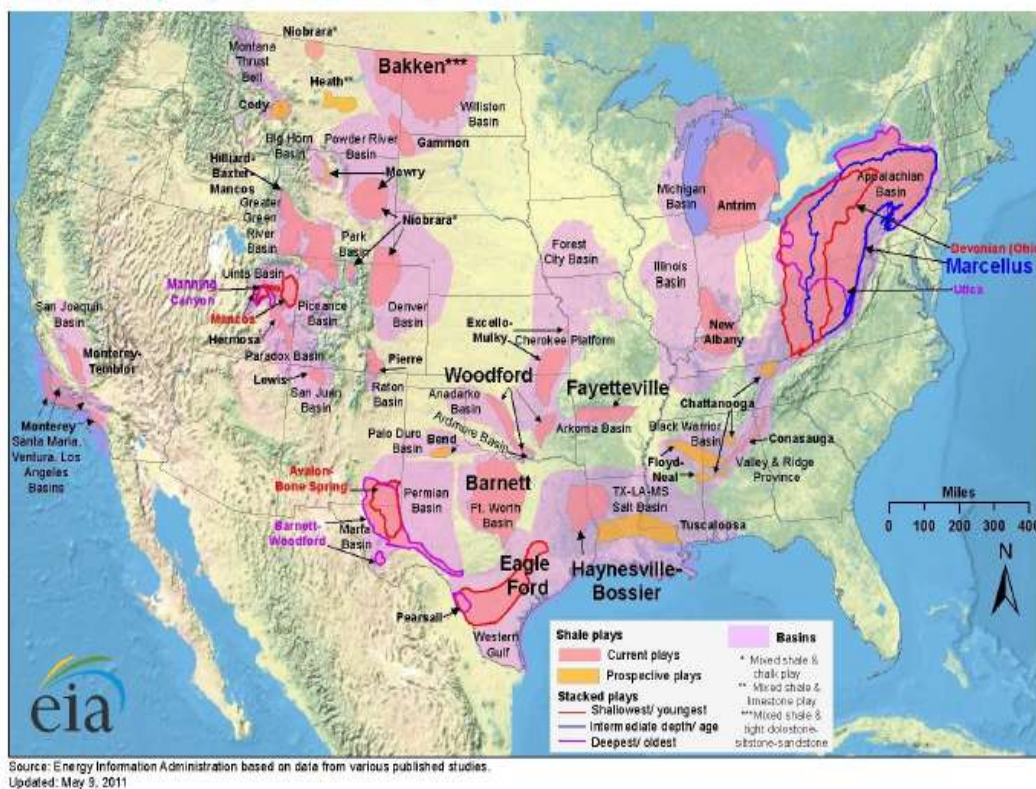 Niobrara*
Montana
Thrust
Belt
Bakken***
Heath**
Cody
Williston
Basin
Big Horn
Basin
Powder River
Basin
Gammon
Hilliard-
Baxter-
Mancos
Mowry
Greater
Green
River
Basin
Niobrara*
Park
Basin
Michigan
Basin
Antrim
Appalachian
Basin
Devonian (Ohi
Marcellus
Utica
Forest
City Basin
Illinois
Basin
Uinta Basin
Manning
Canyon
San Joaquin
Basin
Piceance
Basin
Denver
Basin
Mancos
Hermosa
Excello-
Mulky
Cherokee Platform
New
Albany
Monterey-
Temblor
Paradox Basin
Pierre
Lewis
San Juan
Basin
Raton
Basin
Woodford
Anadarko
Basin
Fayetteville
Chattanooga
Ardmore Basin
Arkoma Basin
Black Warrior
Basin
Monterey
Santa Maria,
Ventura, Los
Angeles
Basins
Palo Duro
Basin
Bend
Conasauga
Floyd-
Neal
Valley & Ridge
Province
Avalon-
Bone Spring
Permian
Basin
Barnett
Ft. Worth
Basin
TX-LA-MS
Salt Basin
Tuscaloosa
Barnett-
Woodford
Marfa
Basin
Eagle
Ford
Haynesville-
Bossier
Pearsall
Western
Gulf
Miles
0 100 200 300 400
N
Shale plays
Current plays
Prospective plays
Stacked plays
Shallowest/ youngest
Intermediate depth/ age
Deepest/ oldest
Basins
* Mixed shale &
chalk play
** Mixed shale &
limestone play
***Mixed shale &
tight dolostone-
siltstone-sandstone
eia
Source: Energy Information Administration based on data from various published studies.
Updated: May 9, 2011